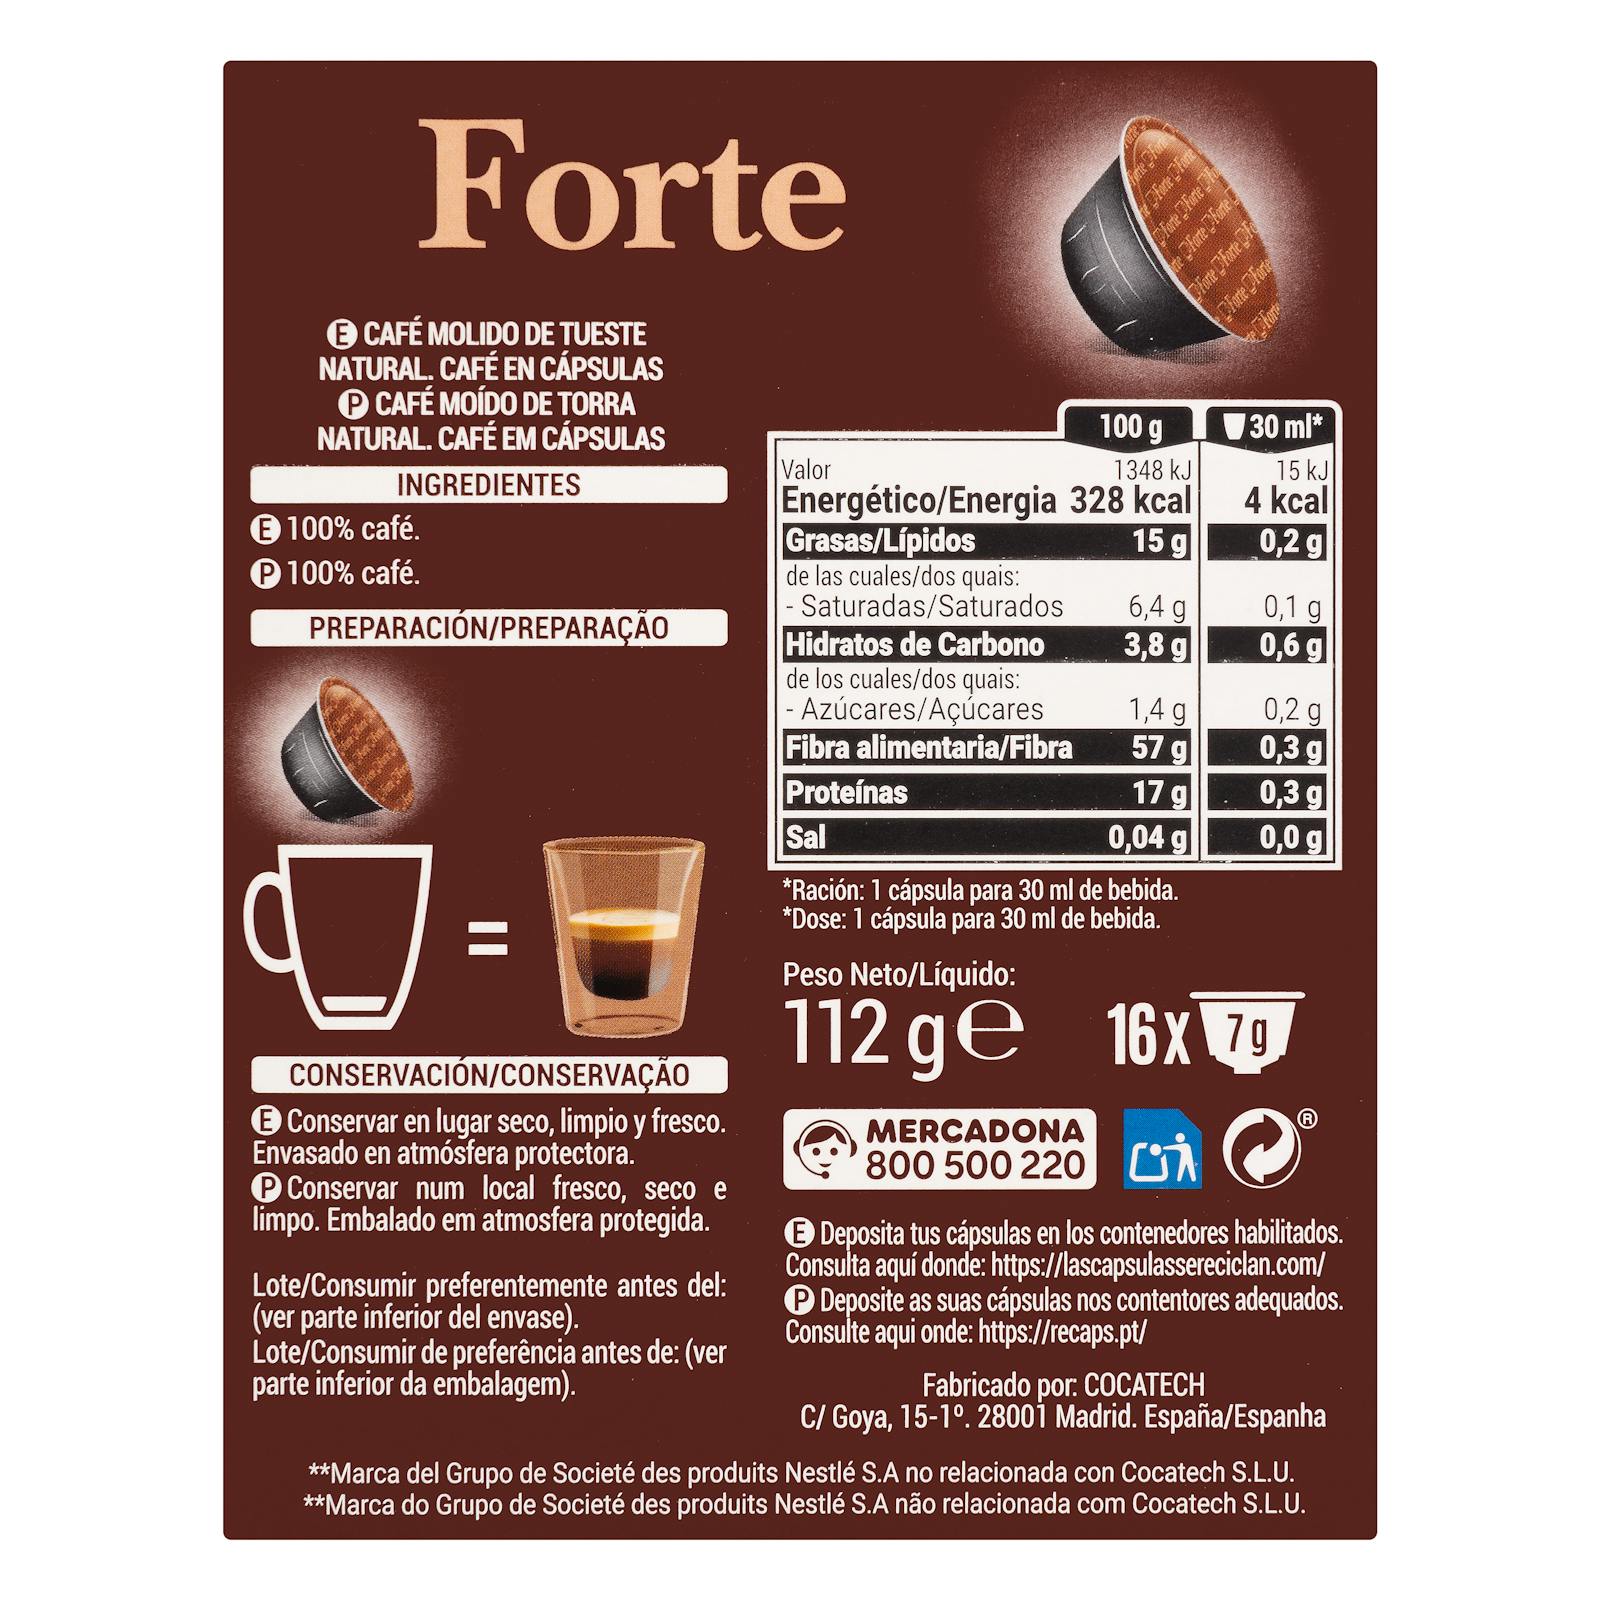 Forte
E CAFÉ MOLIDO DE TUESTE
NATURAL. CAFÉ EN CÁPSULAS
P CAFÉ MOÍDO DE TORRA
NATURAL. CAFÉ EM CÁPSULAS
INGREDIENTES
E 100% café.
P 100% café.
PREPARACIÓN/PREPARAÇÃO
=
CONSERVACIÓN/CONSERVAÇÃO
E Conservar en lugar seco, limpio y fresco.
Envasado en atmósfera protectora.
P Conservar num local fresco, seco e
limpo. Embalado em atmosfera protegida.
Lote/Consumir preferentemente antes del:
(ver parte inferior del envase).
Lote/Consumir de preferência antes de: (ver
parte inferior da embalagem).
100 g 30 ml*
Valor 1348 kJ 15 kJ
Energético/Energia 328 kcal 4 kcal
Grasas/Lípidos 15 g 0,2 g
de las cuales/dos quais:
- Saturadas/Saturados 6,4 g 0,1 g
Hidratos de Carbono 3,8 g 0,6 g
de los cuales/dos quais:
- Azúcares/Açúcares 1,4 g 0,2 g
Fibra alimentaria/Fibra 57 g 0,3 g
Proteínas 17 g 0,3 g
Sal 0,04 g 0,0 g
*Ración: 1 cápsula para 30 ml de bebida.
*Dose: 1 cápsula para 30 ml de bebida.
Peso Neto/Líquido:
112 g e 16 x 7 g
MERCADONA
800 500 220
®
E Deposita tus cápsulas en los contenedores habilitados.
Consulta aquí donde: https://lascapsulassereciclan.com/
P Deposite as suas cápsulas nos contentores adequados.
Consulte aqui onde: https://recaps.pt/
Fabricado por: COCATECH
C/ Goya, 15-1º. 28001 Madrid. España/Espanha
**Marca del Grupo de Societé des produits Nestlé S.A no relacionada con Cocatech S.L.U.
**Marca do Grupo de Societé des produits Nestlé S.A não relacionada com Cocatech S.L.U.